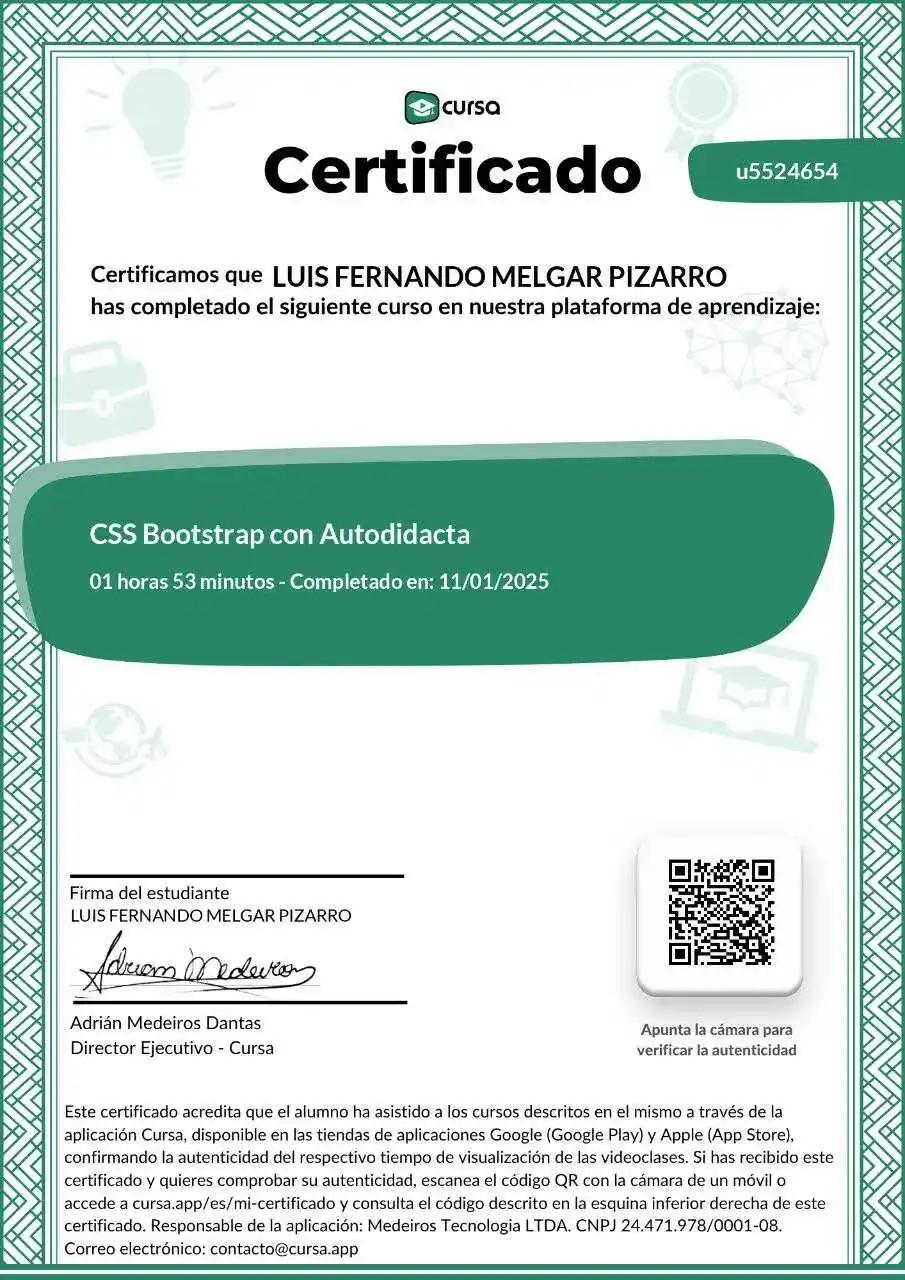 cursa
Certificado
u5524654
Certificamos que LUIS FERNANDO MELGAR PIZARRO
has completado el siguiente curso en nuestra plataforma de aprendizaje:
CSS Bootstrap con Autodidacta
01 horas 53 minutos - Completado en: 11/01/2025
Firma del estudiante
LUIS FERNANDO MELGAR PIZARRO
Adrian Medeiros
Adrián Medeiros Dantas
Director Ejecutivo - Cursa
Apunta la cámara para
verificar la autenticidad
Este certificado acredita que el alumno ha asistido a los cursos descritos en el mismo a través de la
aplicación Cursa, disponible en las tiendas de aplicaciones Google (Google Play) y Apple (App Store),
confirmando la autenticidad del respectivo tiempo de visualización de las videoclases. Si has recibido este
certificado y quieres comprobar su autenticidad, escanea el código QR con la cámara de un móvil o
accede a cursa.app/es/mi-certificado y consulta el código descrito en la esquina inferior derecha de este
certificado. Responsable de la aplicación: Medeiros Tecnologia LTDA. CNPJ 24.471.978/0001-08.
Correo electrónico: contacto@cursa.app